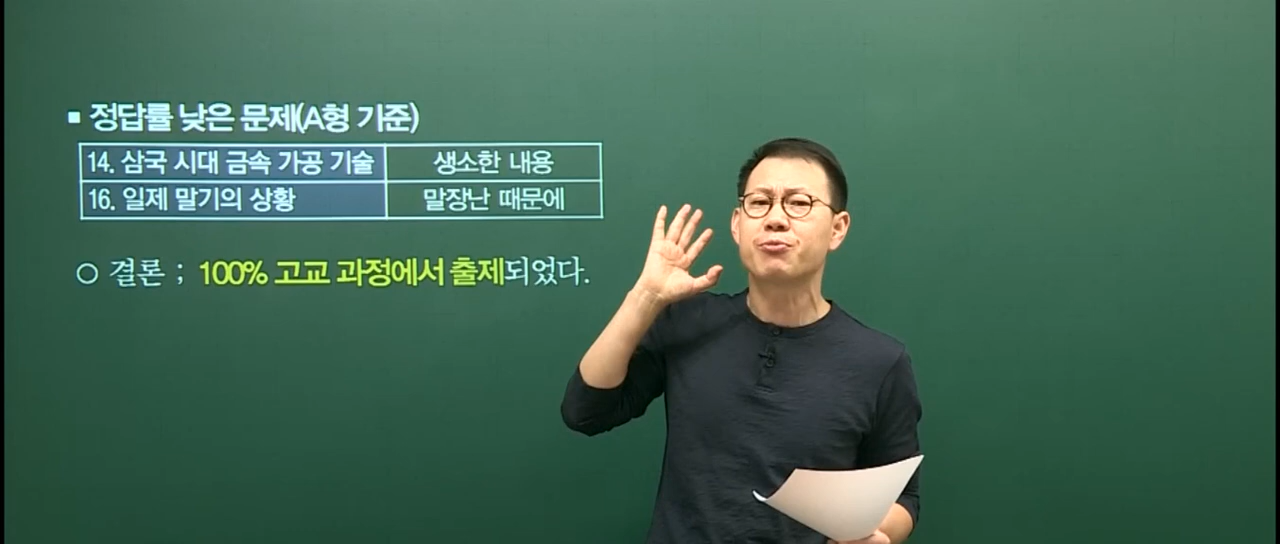 ▪ 정답률 낮은 문제(A형 기준)
14. 삼국 시대 금속 가공 기술 생소한 내용
16. 일제 말기의 상황 말장난 때문에
○ 결론 ; 100% 고교 과정에서 출제되었다.